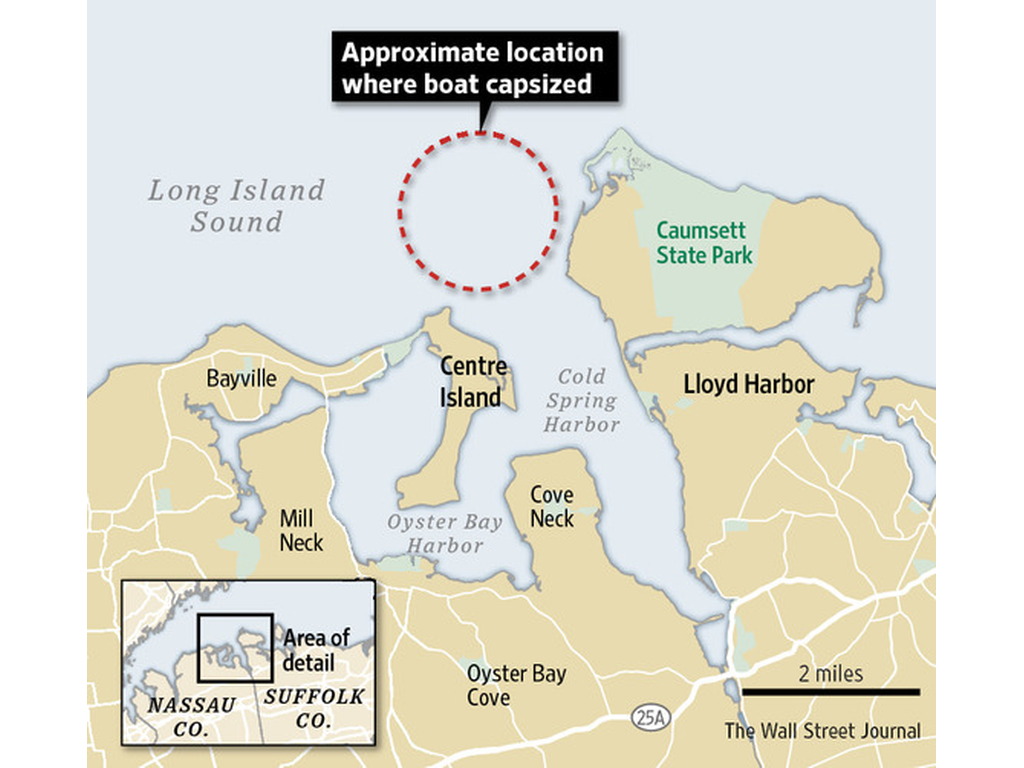 Approximate location
where boat capsized
Long Island
Sound
Caumsett
State Park
Bayville
Centre
Island
Cold
Spring
Harbor
Lloyd Harbor
Mill
Neck
Oyster Bay
Harbor
Cove
Neck
Area of
detail
NASSAU
CO.
SUFFOLK
CO.
Oyster Bay
Cove
25A
2 miles
The Wall Street Journal